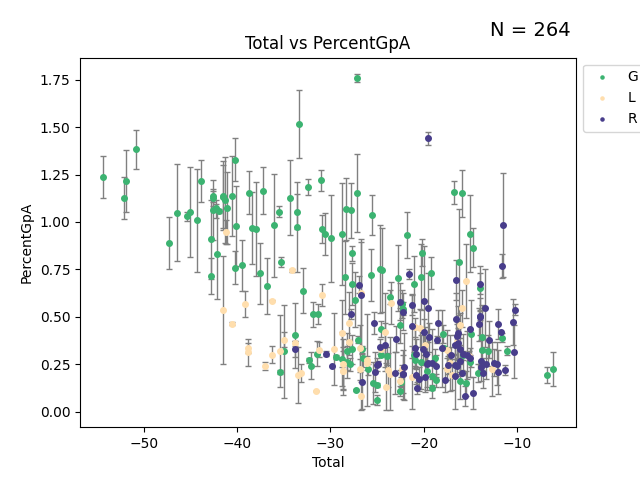 N = 264
Total vs PercentGpA
G
L
R
1.75
1.50
1.25
1.00
0.75
0.50
0.25
0.00
PercentGpA
−50 −40 −30 −20 −10
Total